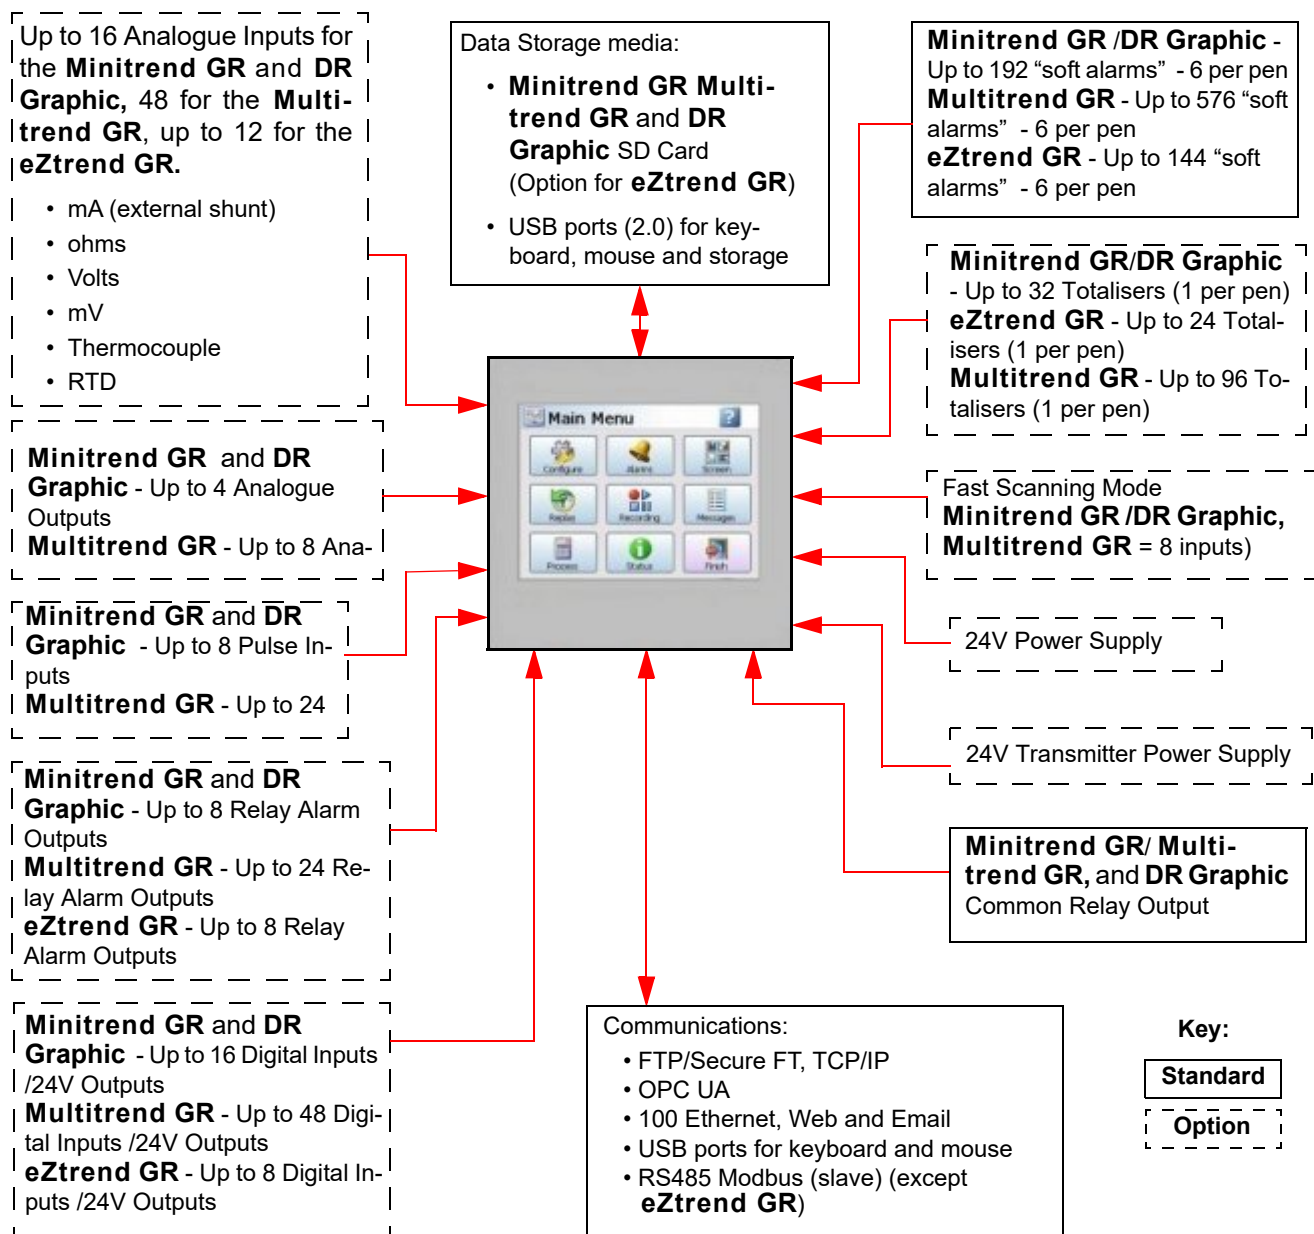 Up to 16 Analogue Inputs for
the Minitrend GR and DR
Graphic, 48 for the Multi-
trend GR, up to 12 for the
eZtrend GR.
• mA (external shunt)
• ohms
• Volts
• mV
• Thermocouple
• RTD
Minitrend GR and DR
Graphic - Up to 4 Analogue
Outputs
Multitrend GR - Up to 8 Ana-
Minitrend GR and DR
Graphic - Up to 8 Pulse In-
puts
Multitrend GR - Up to 24
Minitrend GR and DR
Graphic - Up to 8 Relay Alarm
Outputs
Multitrend GR - Up to 24 Re-
lay Alarm Outputs
eZtrend GR - Up to 8 Relay
Alarm Outputs
Minitrend GR and DR
Graphic - Up to 16 Digital Inputs
/24V Outputs
Multitrend GR - Up to 48 Digi-
tal Inputs /24V Outputs
eZtrend GR - Up to 8 Digital In-
puts /24V Outputs
Data Storage media:
• Minitrend GR Multi-
trend GR and DR
Graphic SD Card
(Option for eZtrend GR)
• USB ports (2.0) for key-
board, mouse and storage
Main Menu ?
Configure Alarms Screen
Replay Recording Messages
Process Status Finish
Communications:
• FTP/Secure FT, TCP/IP
• OPC UA
• 100 Ethernet, Web and Email
• USB ports for keyboard and mouse
• RS485 Modbus (slave) (except
eZtrend GR)
Minitrend GR /DR Graphic -
Up to 192 “soft alarms” - 6 per pen
Multitrend GR - Up to 576 “soft
alarms” - 6 per pen
eZtrend GR - Up to 144 “soft
alarms” - 6 per pen
Minitrend GR/DR Graphic
- Up to 32 Totalisers (1 per pen)
eZtrend GR - Up to 24 Total-
isers (1 per pen)
Multitrend GR - Up to 96 To-
talisers (1 per pen)
Fast Scanning Mode
Minitrend GR /DR Graphic,
Multitrend GR = 8 inputs)
24V Power Supply
24V Transmitter Power Supply
Minitrend GR/ Multi-
trend GR, and DR Graphic
Common Relay Output
Key:
Standard
Option